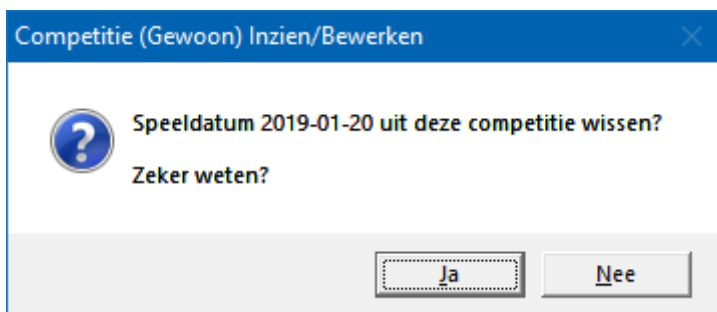 Competitie (Gewoon) Inzien/Bewerken
Speeldatum 2019-01-20 uit deze competitie wissen?
Zeker weten?
Ja
Nee